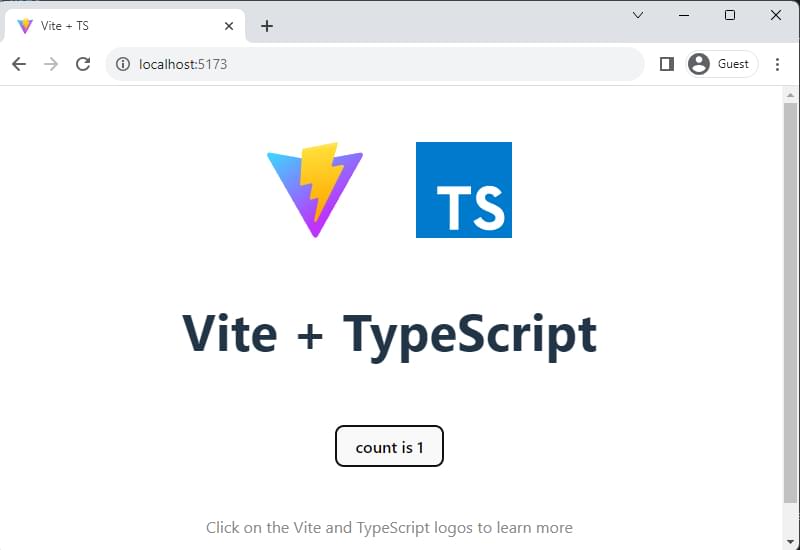 Vite + TS
localhost:5173
Guest
TS
Vite + TypeScript
count is 1
Click on the Vite and TypeScript logos to learn more